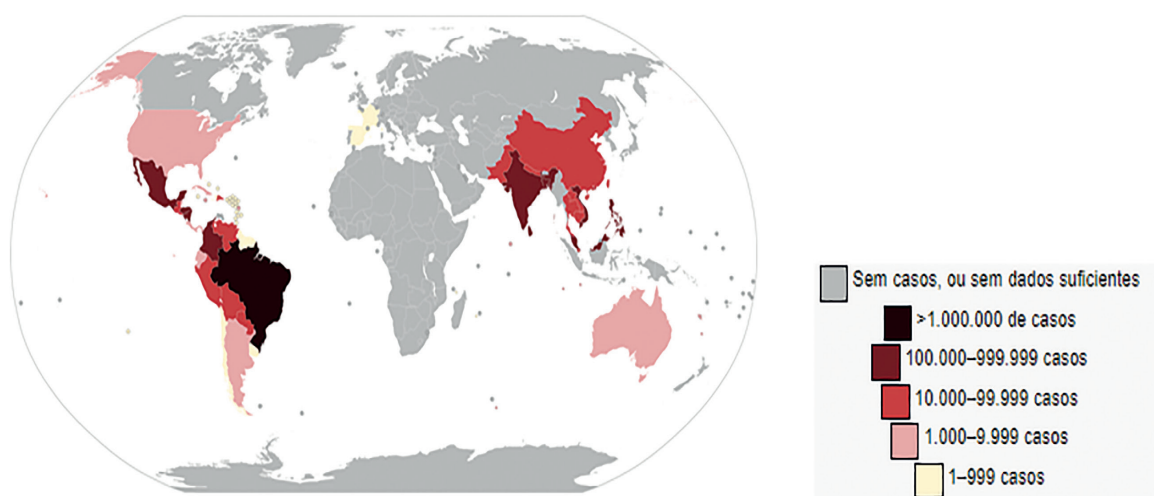 Sem casos, ou sem dados suficientes
>1.000.000 de casos
100.000–999.999 casos
10.000–99.999 casos
1.000–9.999 casos
1–999 casos